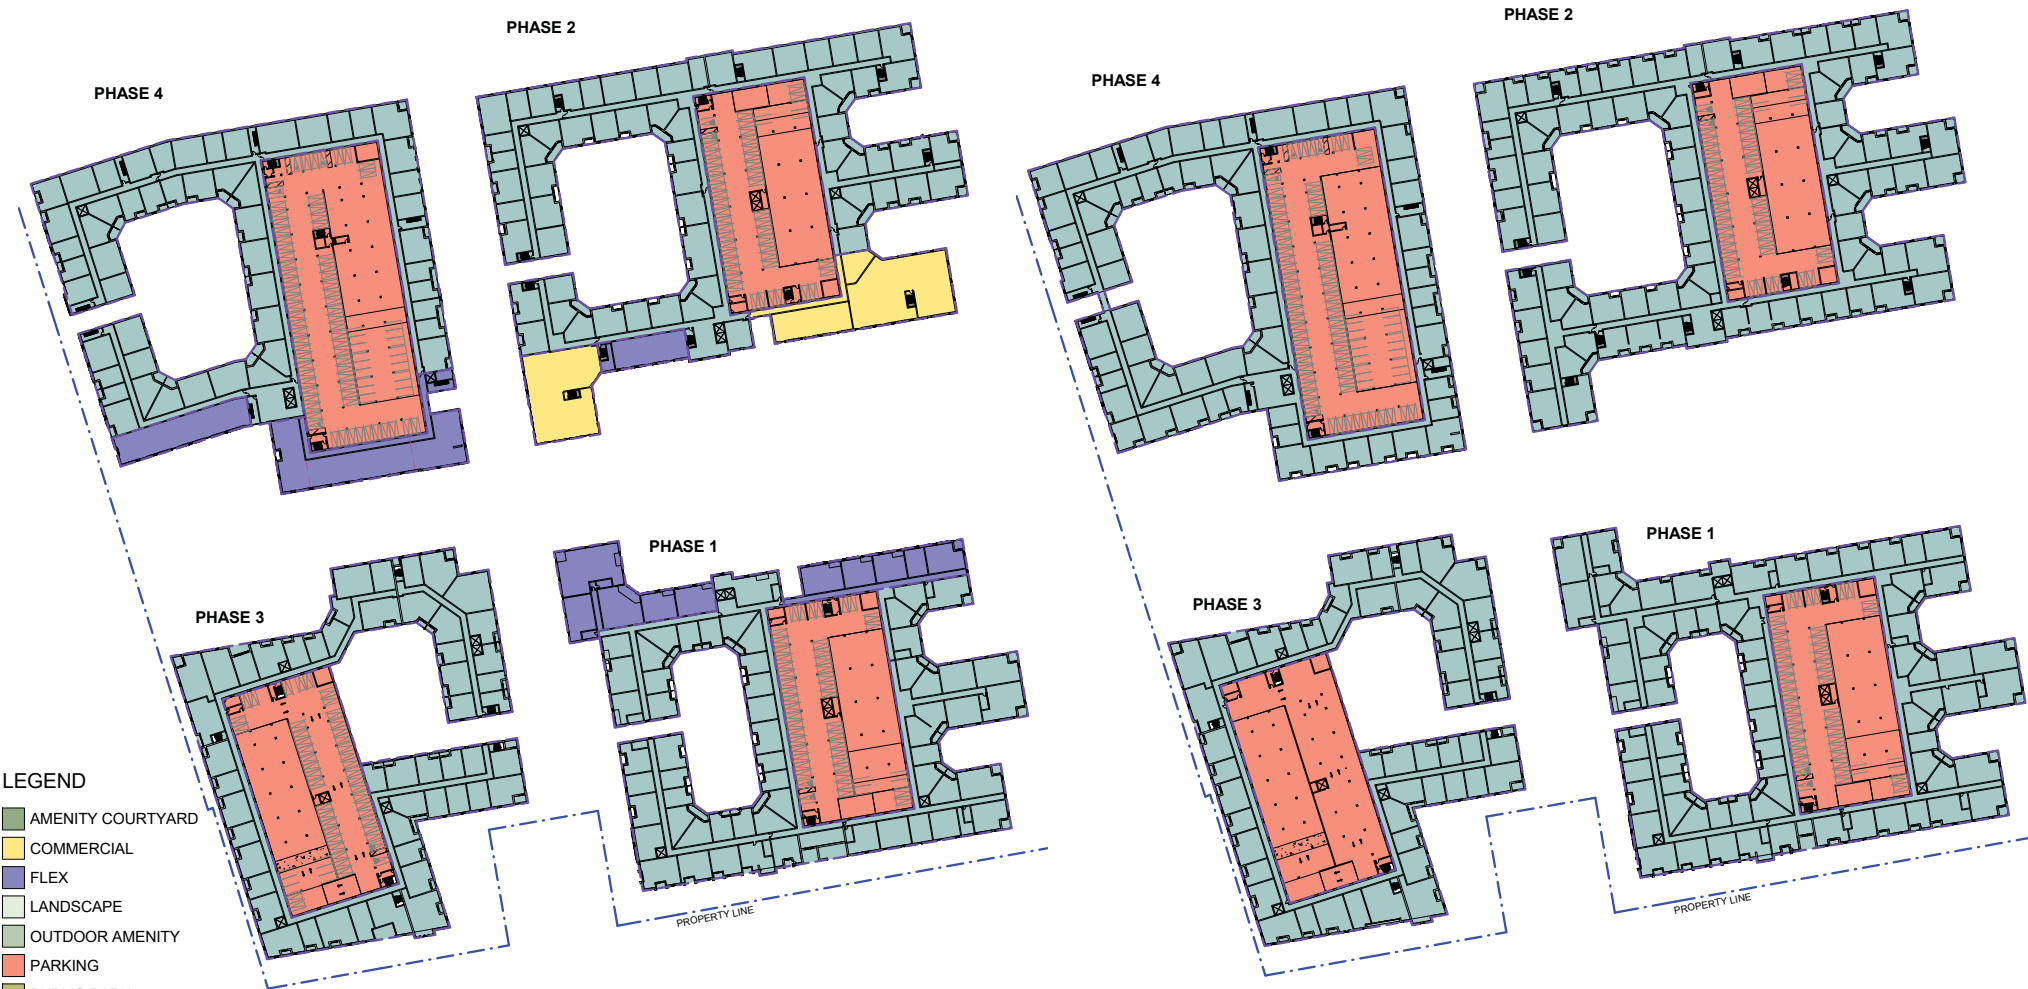 PHASE 2
PHASE 4
PHASE 2
PHASE 4
PHASE 1
PHASE 3
PHASE 1
PHASE 3
LEGEND
AMENITY COURTYARD
COMMERCIAL
FLEX
LANDSCAPE
OUTDOOR AMENITY
PARKING
PROPERTY LINE
PROPERTY LINE